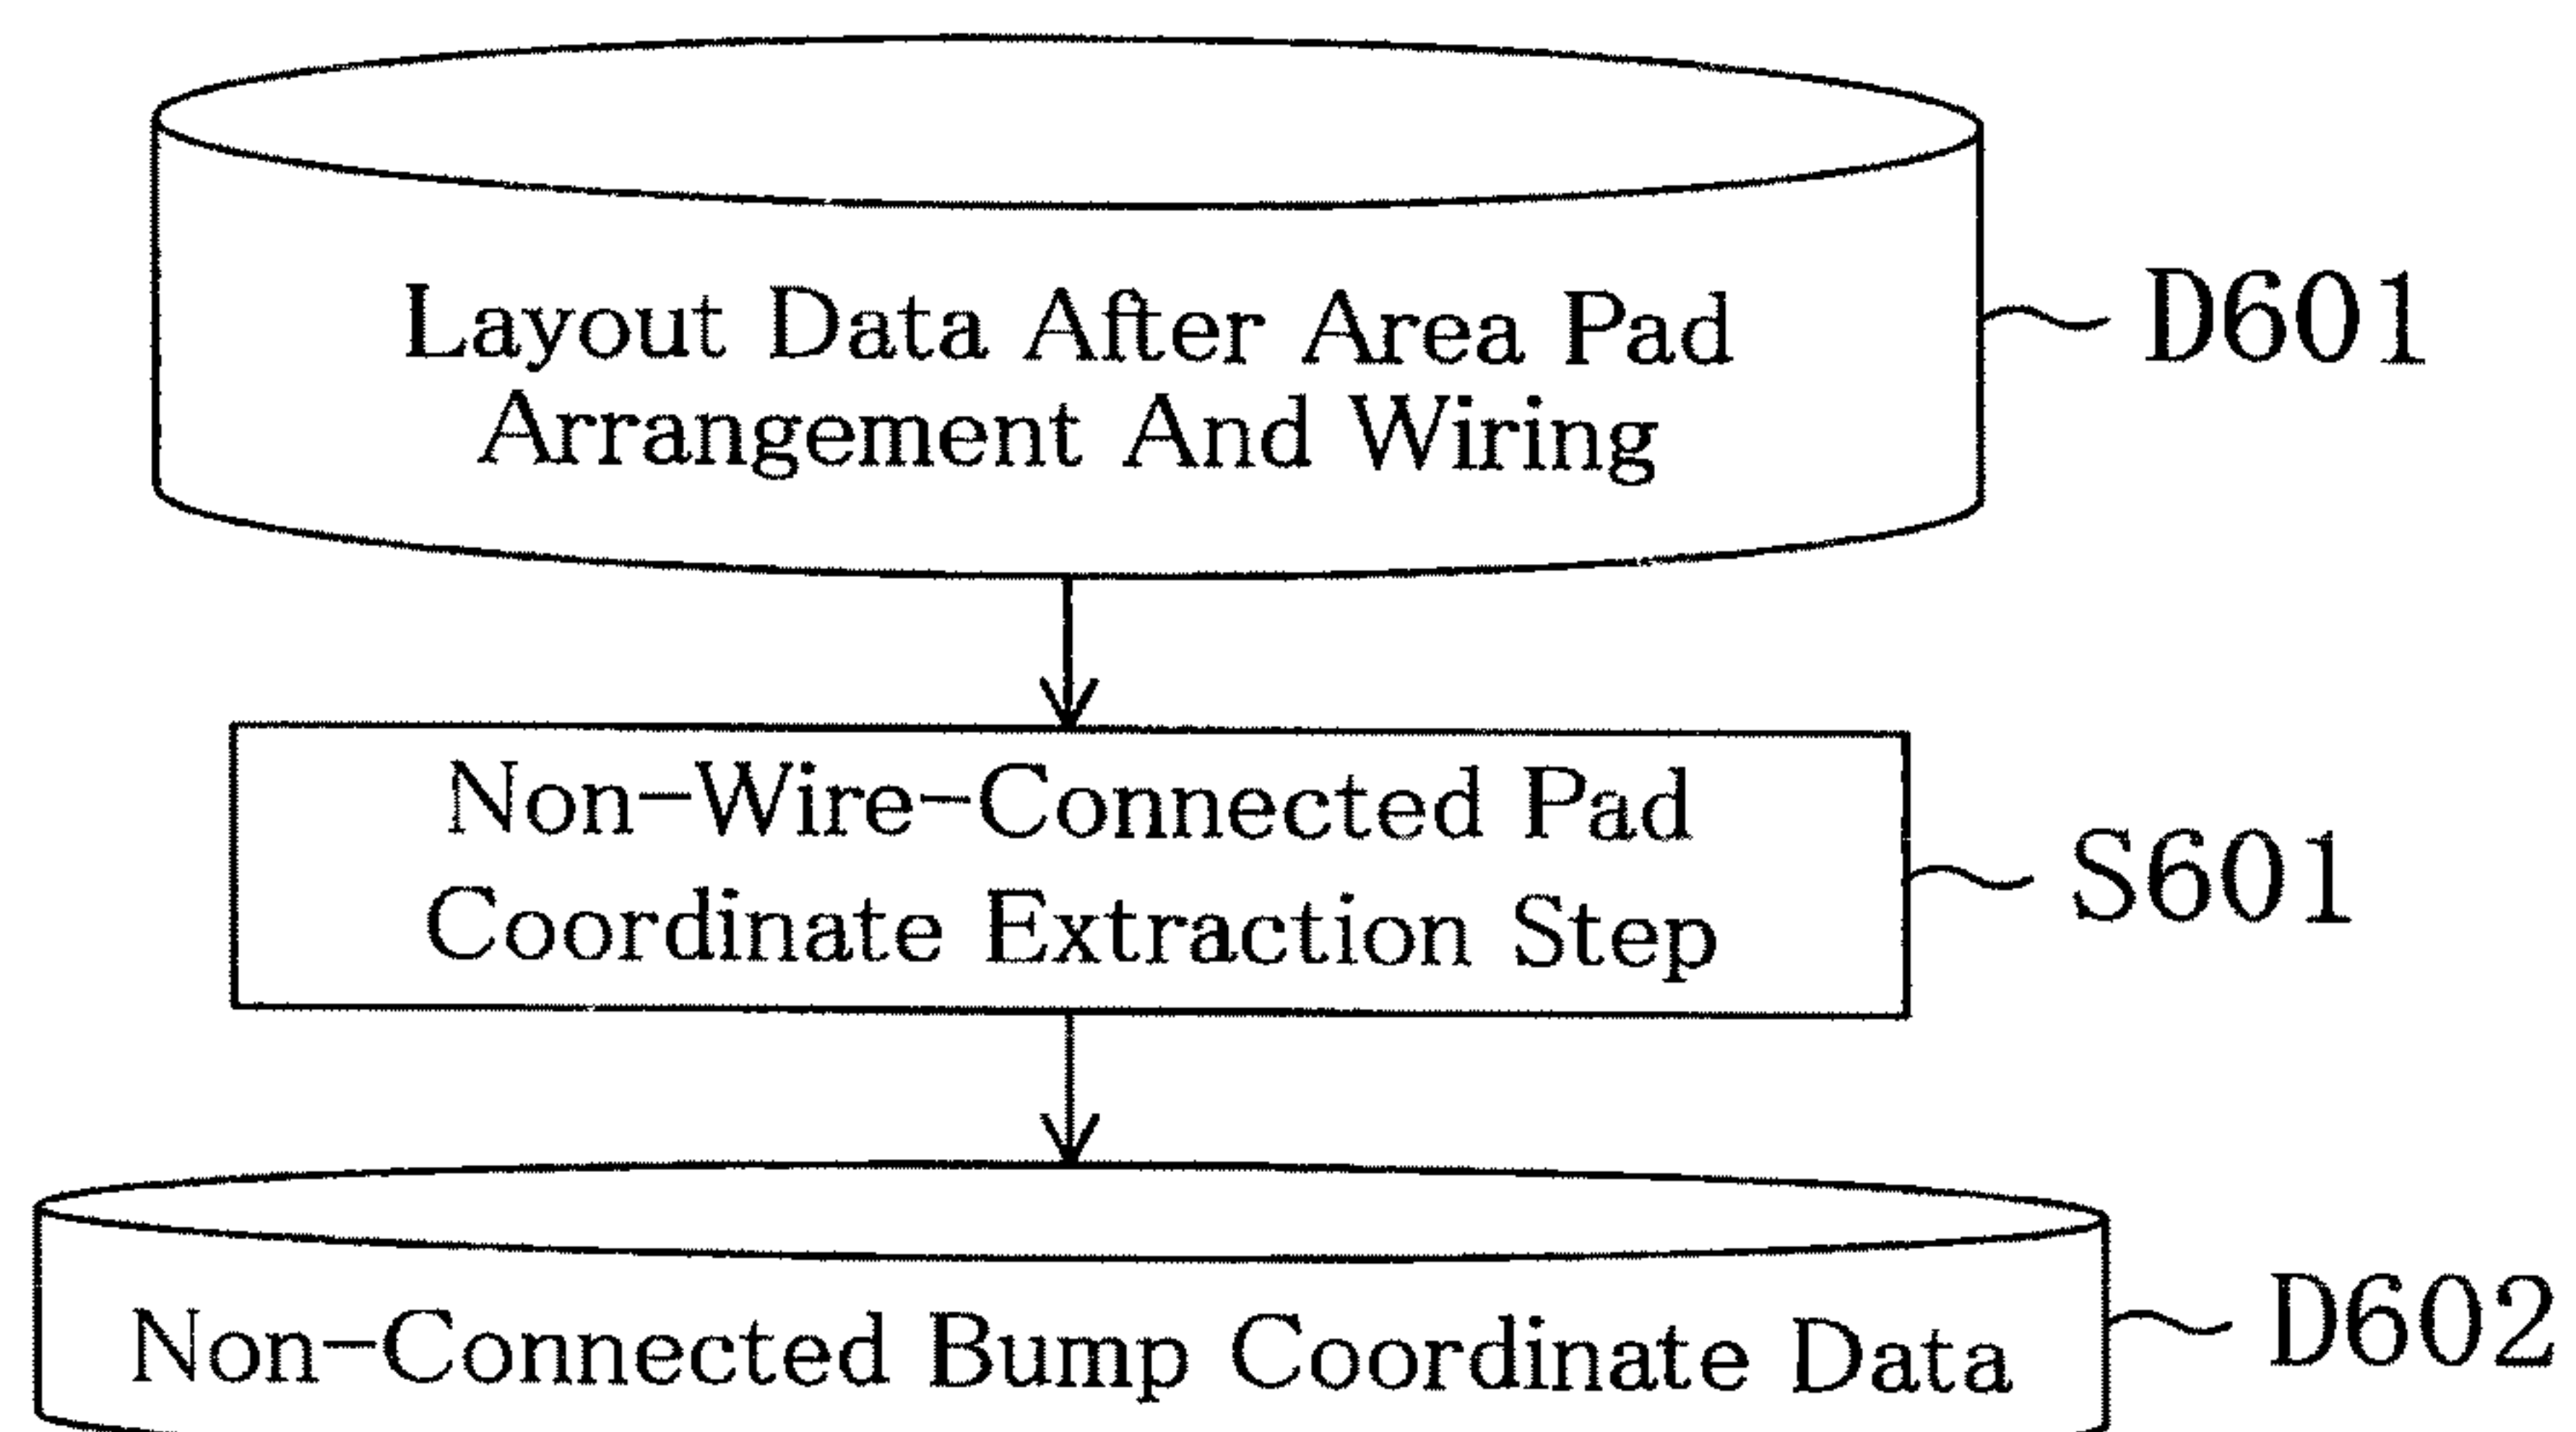 Layout Data After Area Pad
Arrangement And Wiring
D601
Non-Wire-Connected Pad
Coordinate Extraction Step
S601
Non-Connected Bump Coordinate Data
D602